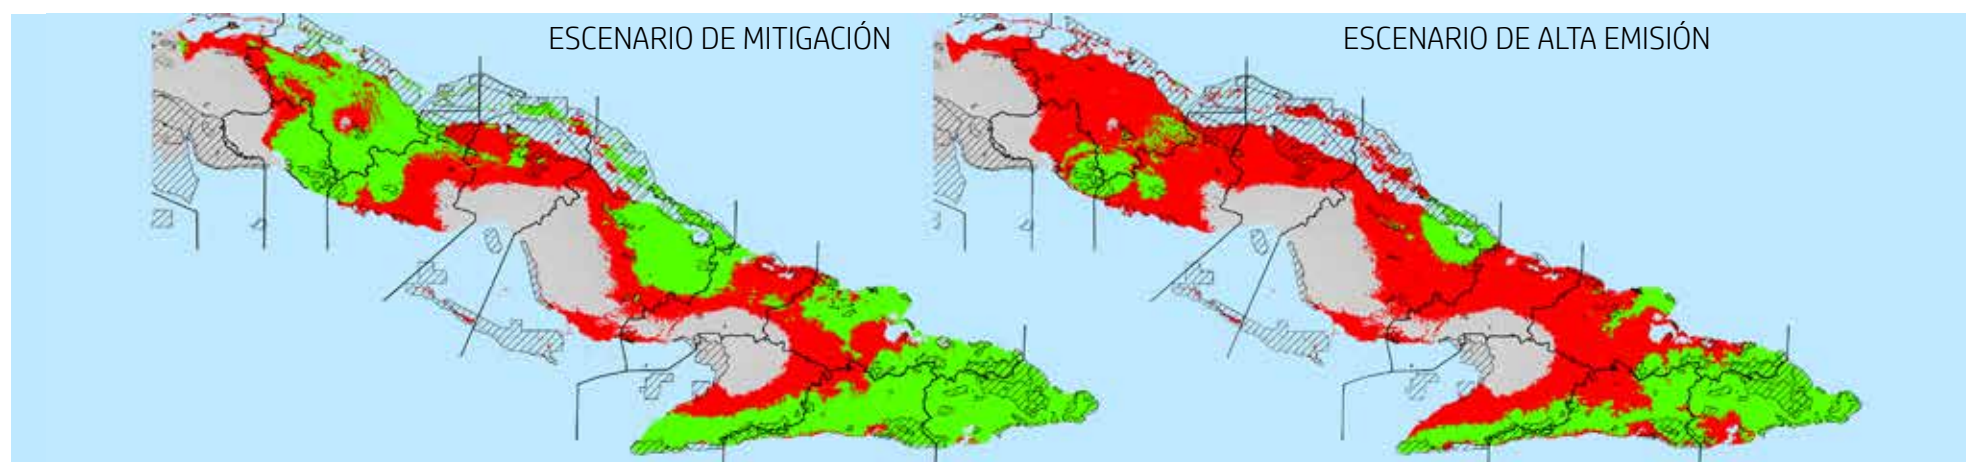 ESCENARIO DE MITIGACIÓN
ESCENARIO DE ALTA EMISIÓN